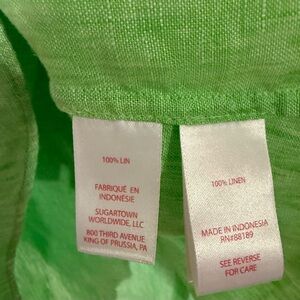 100% LIN
FABRIQUÉ EN
INDONÉSIE
SUGARTOWN
WORLDWIDE, LLC
800 THIRD AVENUE
KING OF PRUSSIA, PA
100% LINEN
MADE IN INDONESIA
RN#88189
SEE REVERSE
FOR CARE